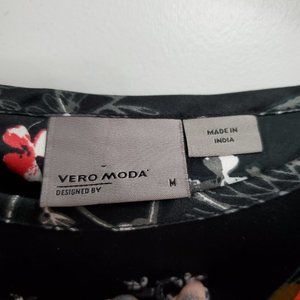 VERO MODA
DESIGNED BY
M
MADE IN
INDIA